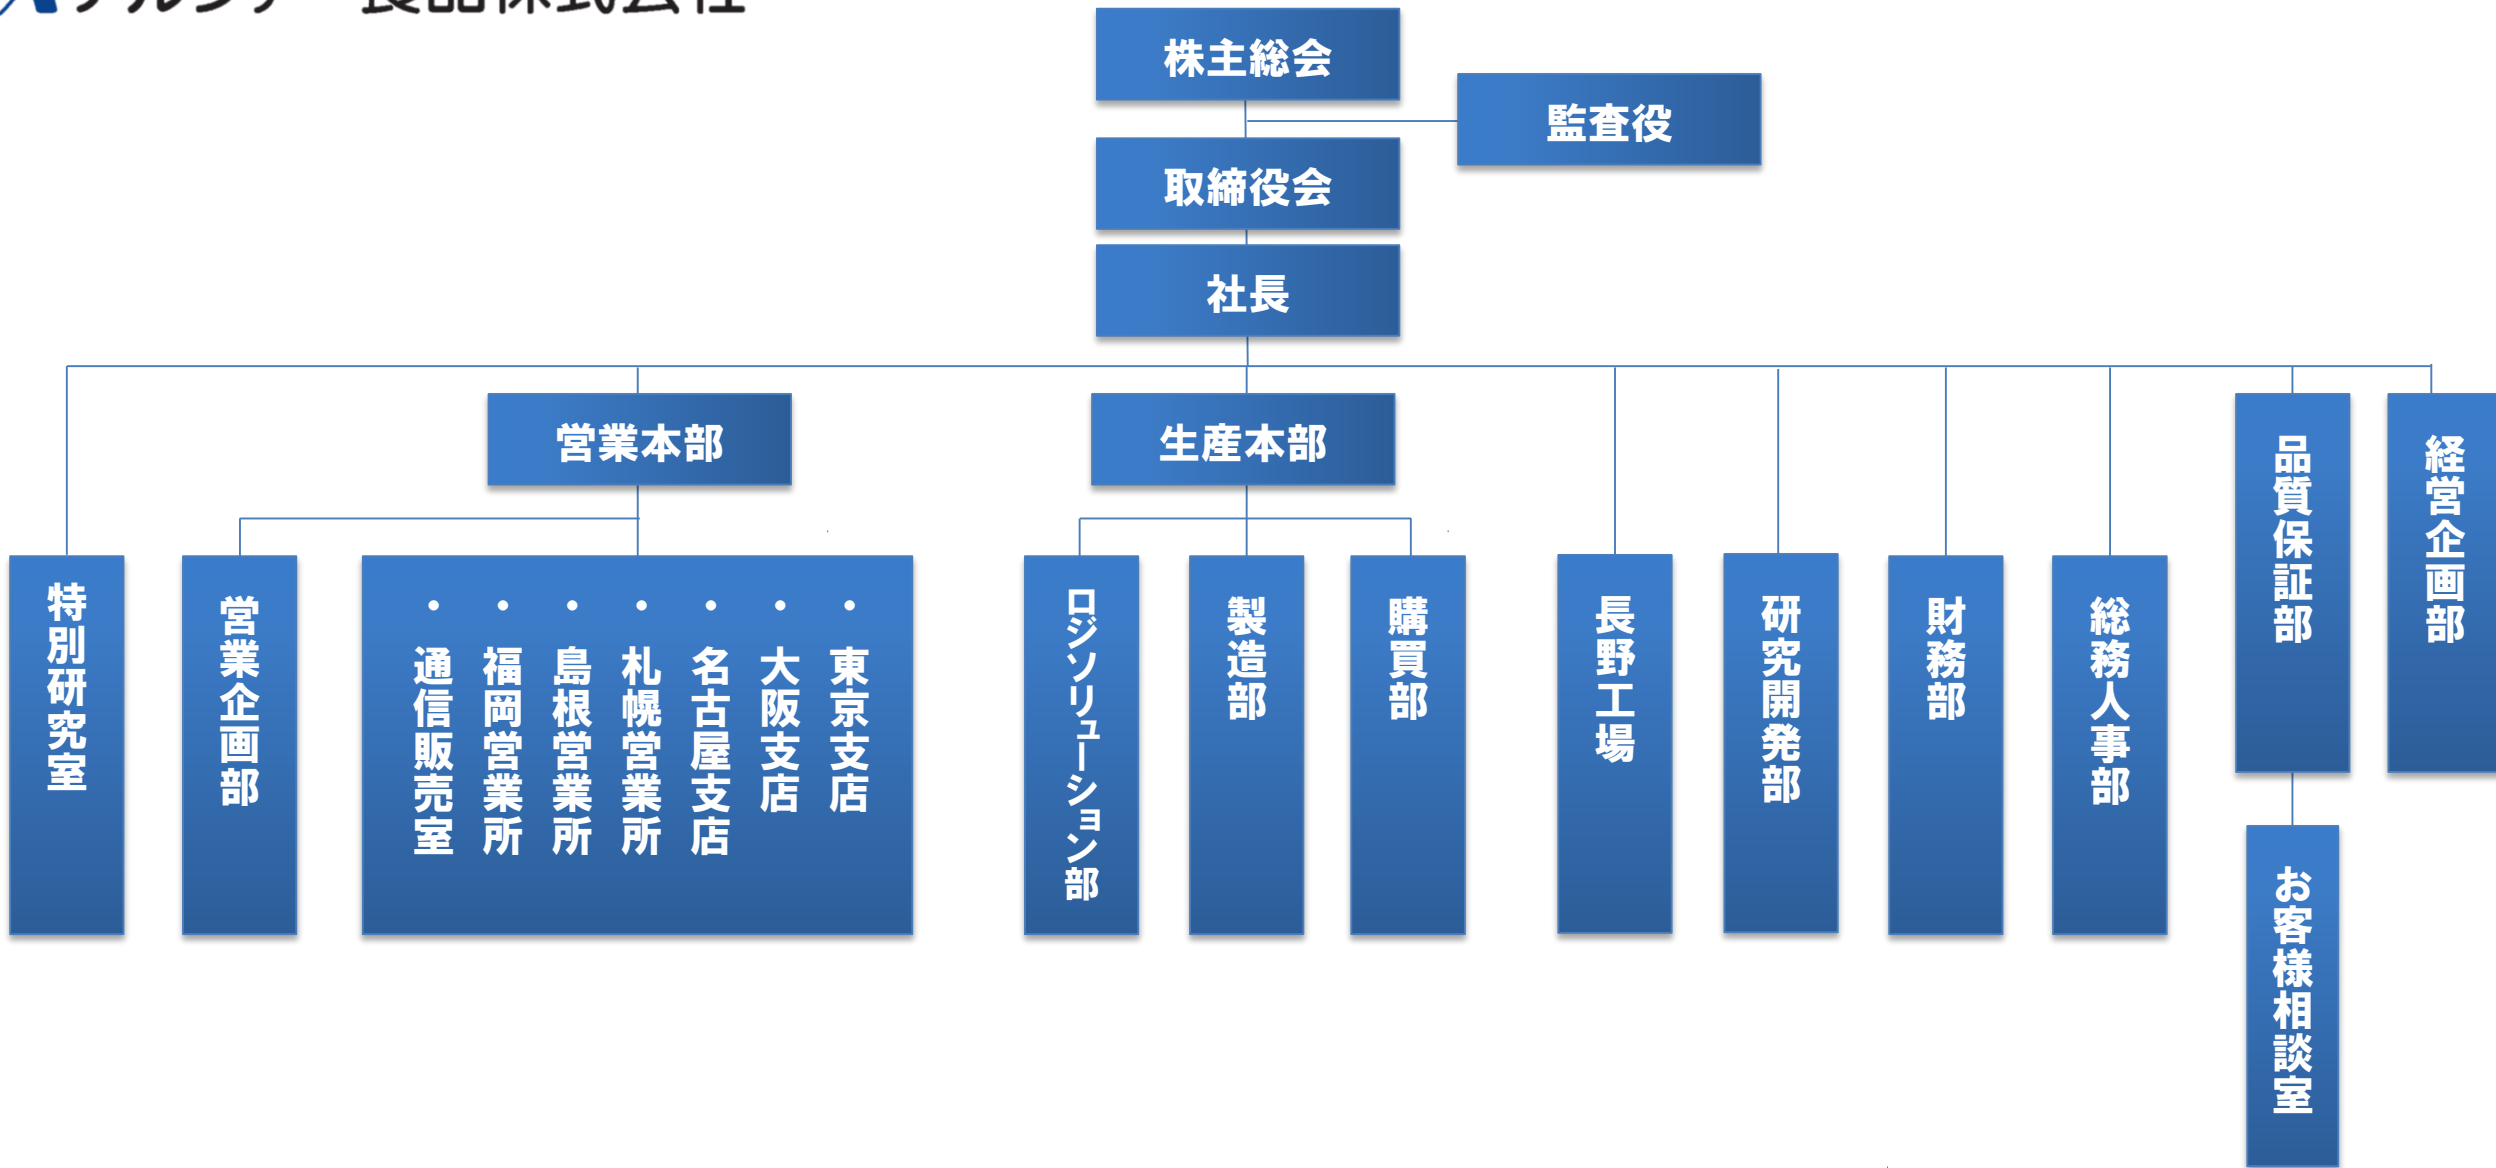 株主総会
監査役
取締役会
社長
営業本部
生産本部
品質保証部
経営企画部
特別研究室
営業企画部
・東京支店
・大阪支店
・名古屋支店
・札幌営業所
・島根営業所
・福岡営業所
・通信販売室
ロジソリューション部
製造部
購買部
長野工場
研究開発部
財務部
総務人事部
お客様相談室